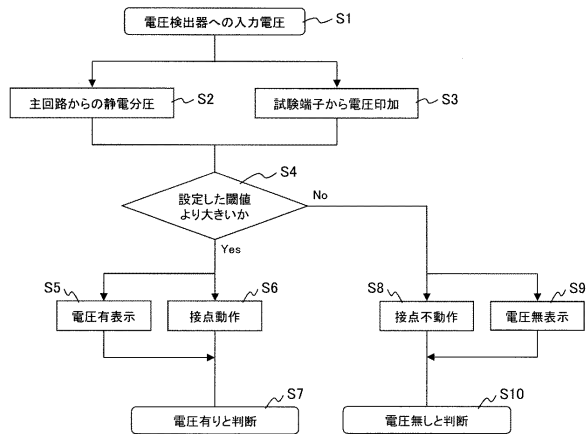 電圧検出器への入力電圧
S1
主回路からの静電分圧
S2
試験端子から電圧印加
S3
S4
設定した閾値
より大きいか
No
Yes
S5
電圧有表示
S6
接点動作
S8
接点不動作
S9
電圧無表示
S7
電圧有りと判断
S10
電圧無しと判断